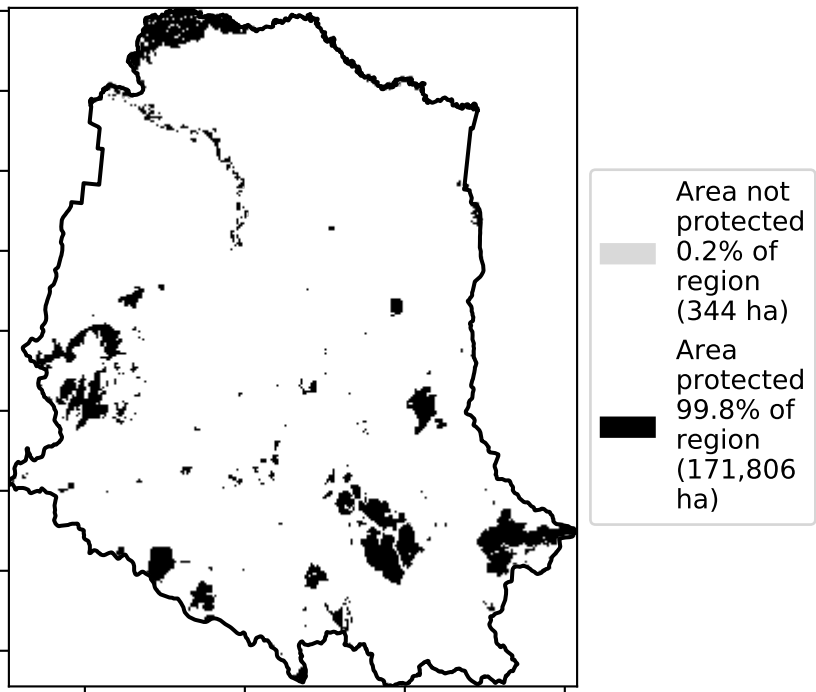 Area not
protected
0.2% of
region
(344 ha)
Area
protected
99.8% of
region
(171,806
ha)